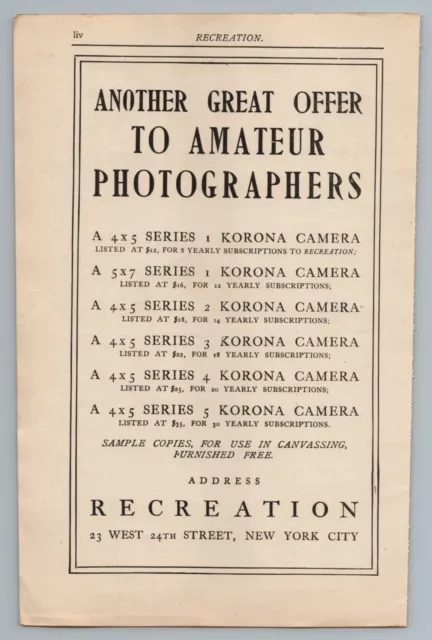 liv
RECREATION.
ANOTHER GREAT OFFER
TO AMATEUR
PHOTOGRAPHERS
A 4x5 SERIES 1 KORONA CAMERA
LISTED AT $12, FOR 8 YEARLY SUBSCRIPTIONS TO RECREATION;
A 5x7 SERIES 1 KORONA CAMERA
LISTED AT $16, FOR 12 YEARLY SUBSCRIPTIONS;
A 4x5 SERIES 2 KORONA CAMERA
LISTED AT $18, FOR 14 YEARLY SUBSCRIPTIONS;
A 4x5 SERIES 3 KORONA CAMERA
LISTED AT $22, FOR 18 YEARLY SUBSCRIPTIONS;
A 4x5 SERIES 4 KORONA CAMERA
LISTED AT $25, FOR 20 YEARLY SUBSCRIPTIONS;
A 4x5 SERIES 5 KORONA CAMERA
LISTED AT $35, FOR 30 YEARLY SUBSCRIPTIONS.
SAMPLE COPIES, FOR USE IN CANVASSING,
FURNISHED FREE.
ADDRESS
RECREATION
23 WEST 24TH STREET, NEW YORK CITY